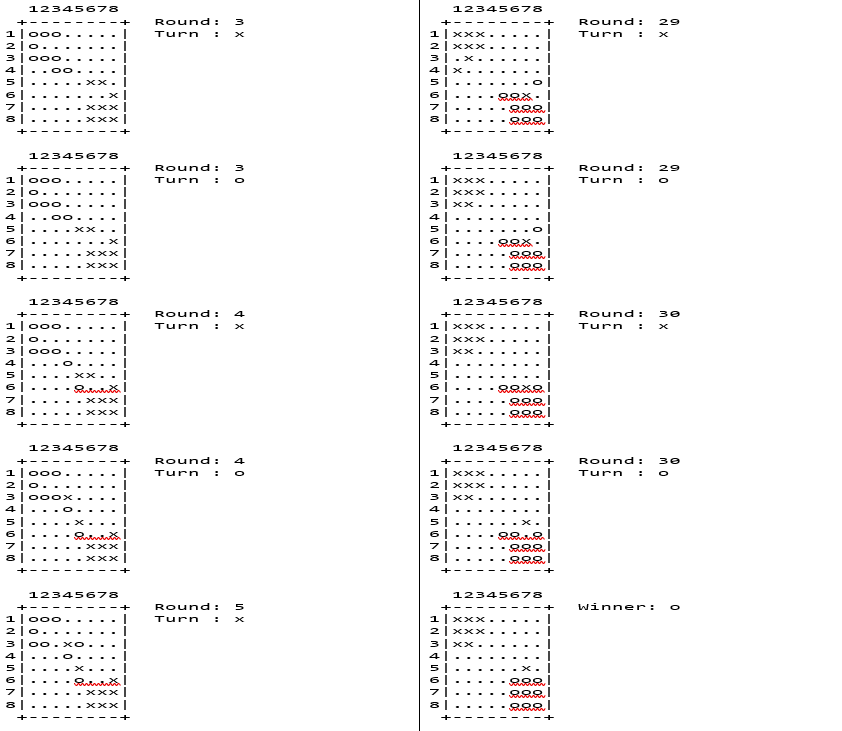 12345678
+--------+ Round: 3
1|ooo.....| Turn : x
2|o.......|
3|ooo.....|
4|..oo....|
5|.....xx.|
6|.......x|
7|.....xxx|
8|.....xxx|
+--------+
12345678
+--------+ Round: 3
1|ooo.....| Turn : o
2|o.......|
3|ooo.....|
4|..oo....|
5|....xx..|
6|.......x|
7|.....xxx|
8|.....xxx|
+--------+
12345678
+--------+ Round: 4
1|ooo.....| Turn : x
2|o.......|
3|ooo.....|
4|...o....|
5|....xx..|
6|....o..x|
7|.....xxx|
8|.....xxx|
+--------+
12345678
+--------+ Round: 4
1|ooo.....| Turn : o
2|o.......|
3|ooox....|
4|...o....|
5|....x...|
6|....o..x|
7|.....xxx|
8|.....xxx|
+--------+
12345678
+--------+ Round: 5
1|ooo.....| Turn : x
2|o.......|
3|oo.xo...|
4|...o....|
5|....x...|
6|....o..x|
7|.....xxx|
8|.....xxx|
+--------+
12345678
+--------+ Round: 29
1|xxx.....| Turn : x
2|xxx.....|
3|.x......|
4|x.......|
5|.......o|
6|....oox.|
7|.....ooo|
8|.....ooo|
+--------+
12345678
+--------+ Round: 29
1|xxx.....| Turn : o
2|xxx.....|
3|xx......|
4|........|
5|.......o|
6|....oox.|
7|.....ooo|
8|.....ooo|
+--------+
12345678
+--------+ Round: 30
1|xxx.....| Turn : x
2|xxx.....|
3|xx......|
4|........|
5|........|
6|....ooxo|
7|.....ooo|
8|.....ooo|
+--------+
12345678
+--------+ Round: 30
1|xxx.....| Turn : o
2|xxx.....|
3|xx......|
4|........|
5|......x.|
6|....oo.o|
7|.....ooo|
8|.....ooo|
+--------+
12345678
+--------+ Winner: o
1|xxx.....|
2|xxx.....|
3|xx......|
4|........|
5|......x.|
6|.....ooo|
7|.....ooo|
8|.....ooo|
+--------+